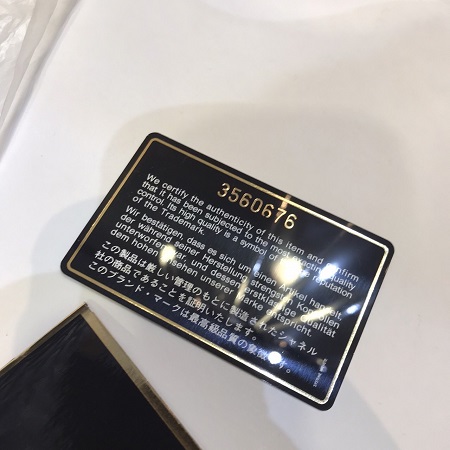 3560676
We certify the authenticity of this item and confirm
that it has been subjected to the most exacting quality
control. Its high quality is a symbol of the reputation
of the Trademark.
Wir bestätigen dass es sich um einen Artikel handelt,
der während seiner Herstellung strengsten Kontrollen
unterworfen war, und dessen erstklassige Qualität
dem hohen Ansehen unserer Marke entspricht.
この製品は厳しい管理のもとに製造されたシャネル
社の商品であることを証明いたします。
このブランド・マークは最高級品質の象徴です。